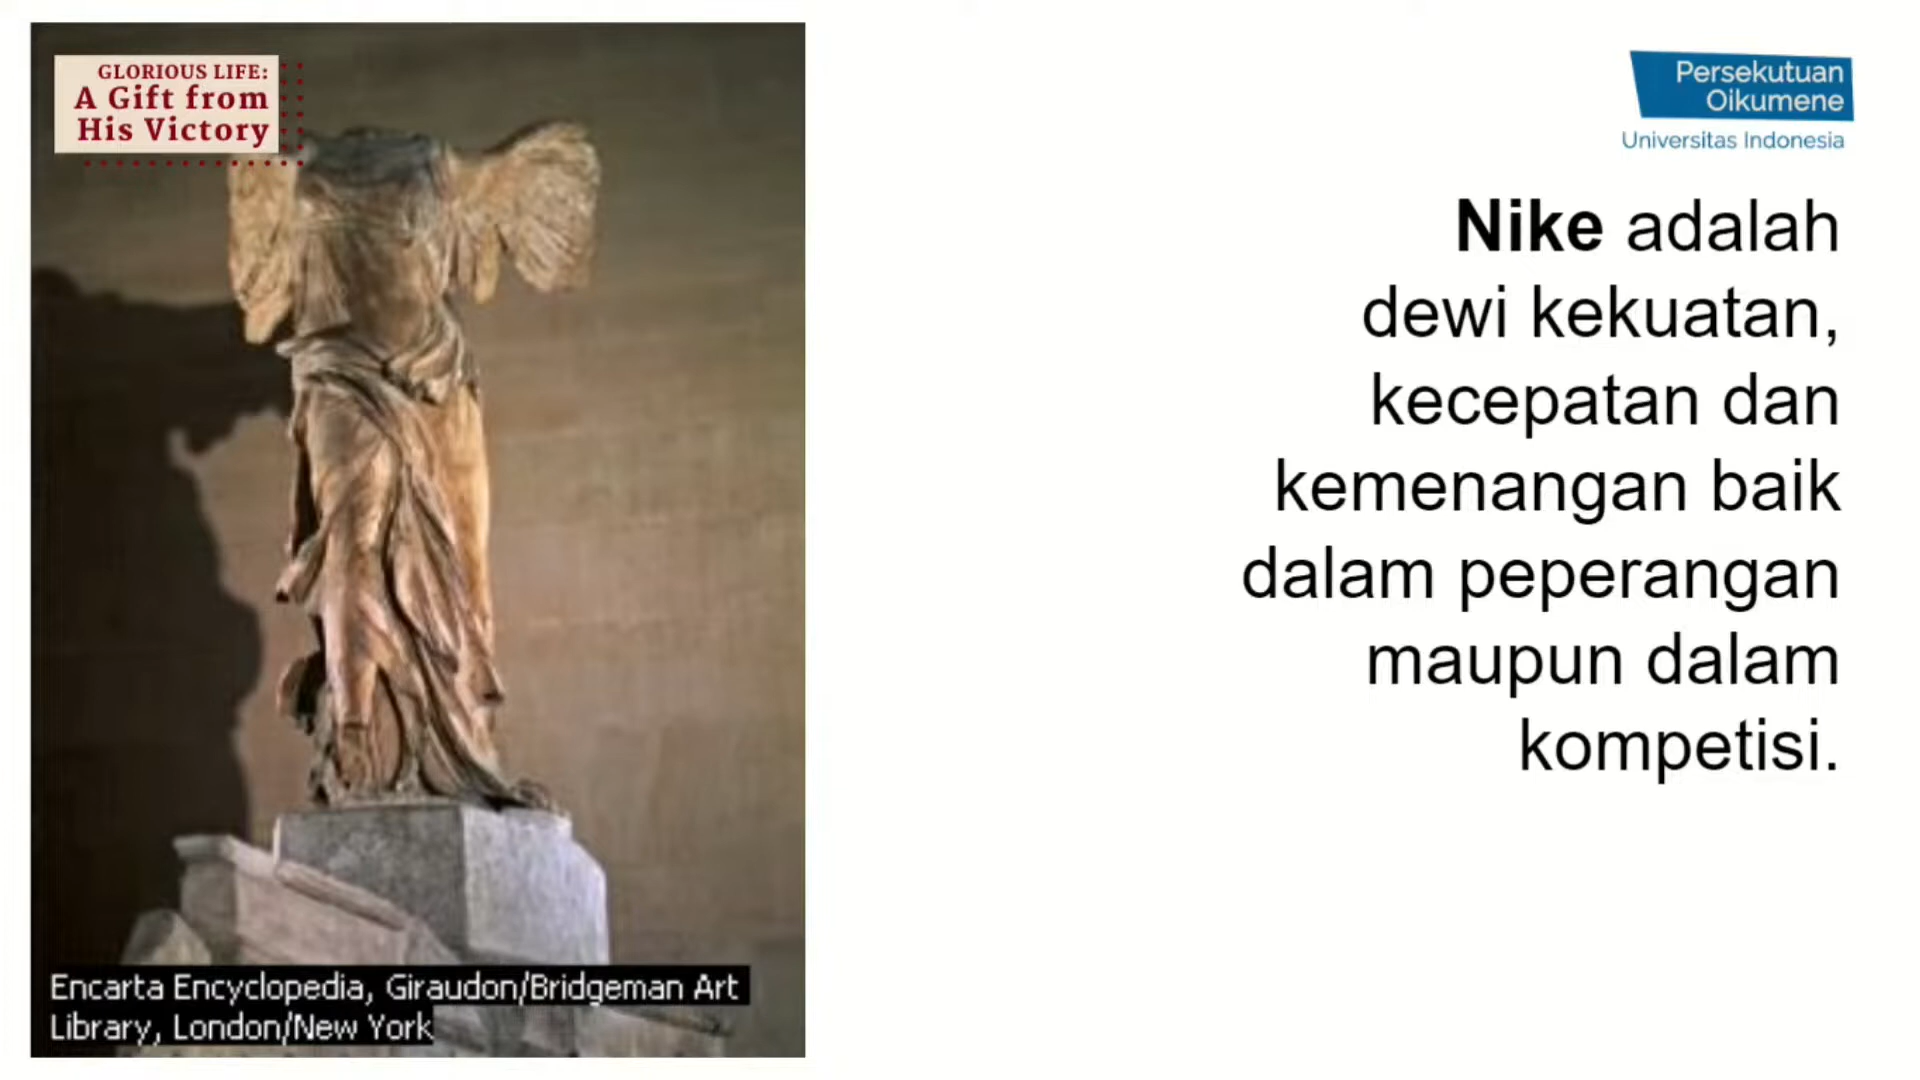 GLORIOUS LIFE:
A Gift from
His Victory
Persekutuan
Oikumene
Universitas Indonesia
Nike adalah
dewi kekuatan,
kecepatan dan
kemenangan baik
dalam peperangan
maupun dalam
kompetisi.
Encarta Encyclopedia, Giraudon/Bridgeman Art
Library, London/New York